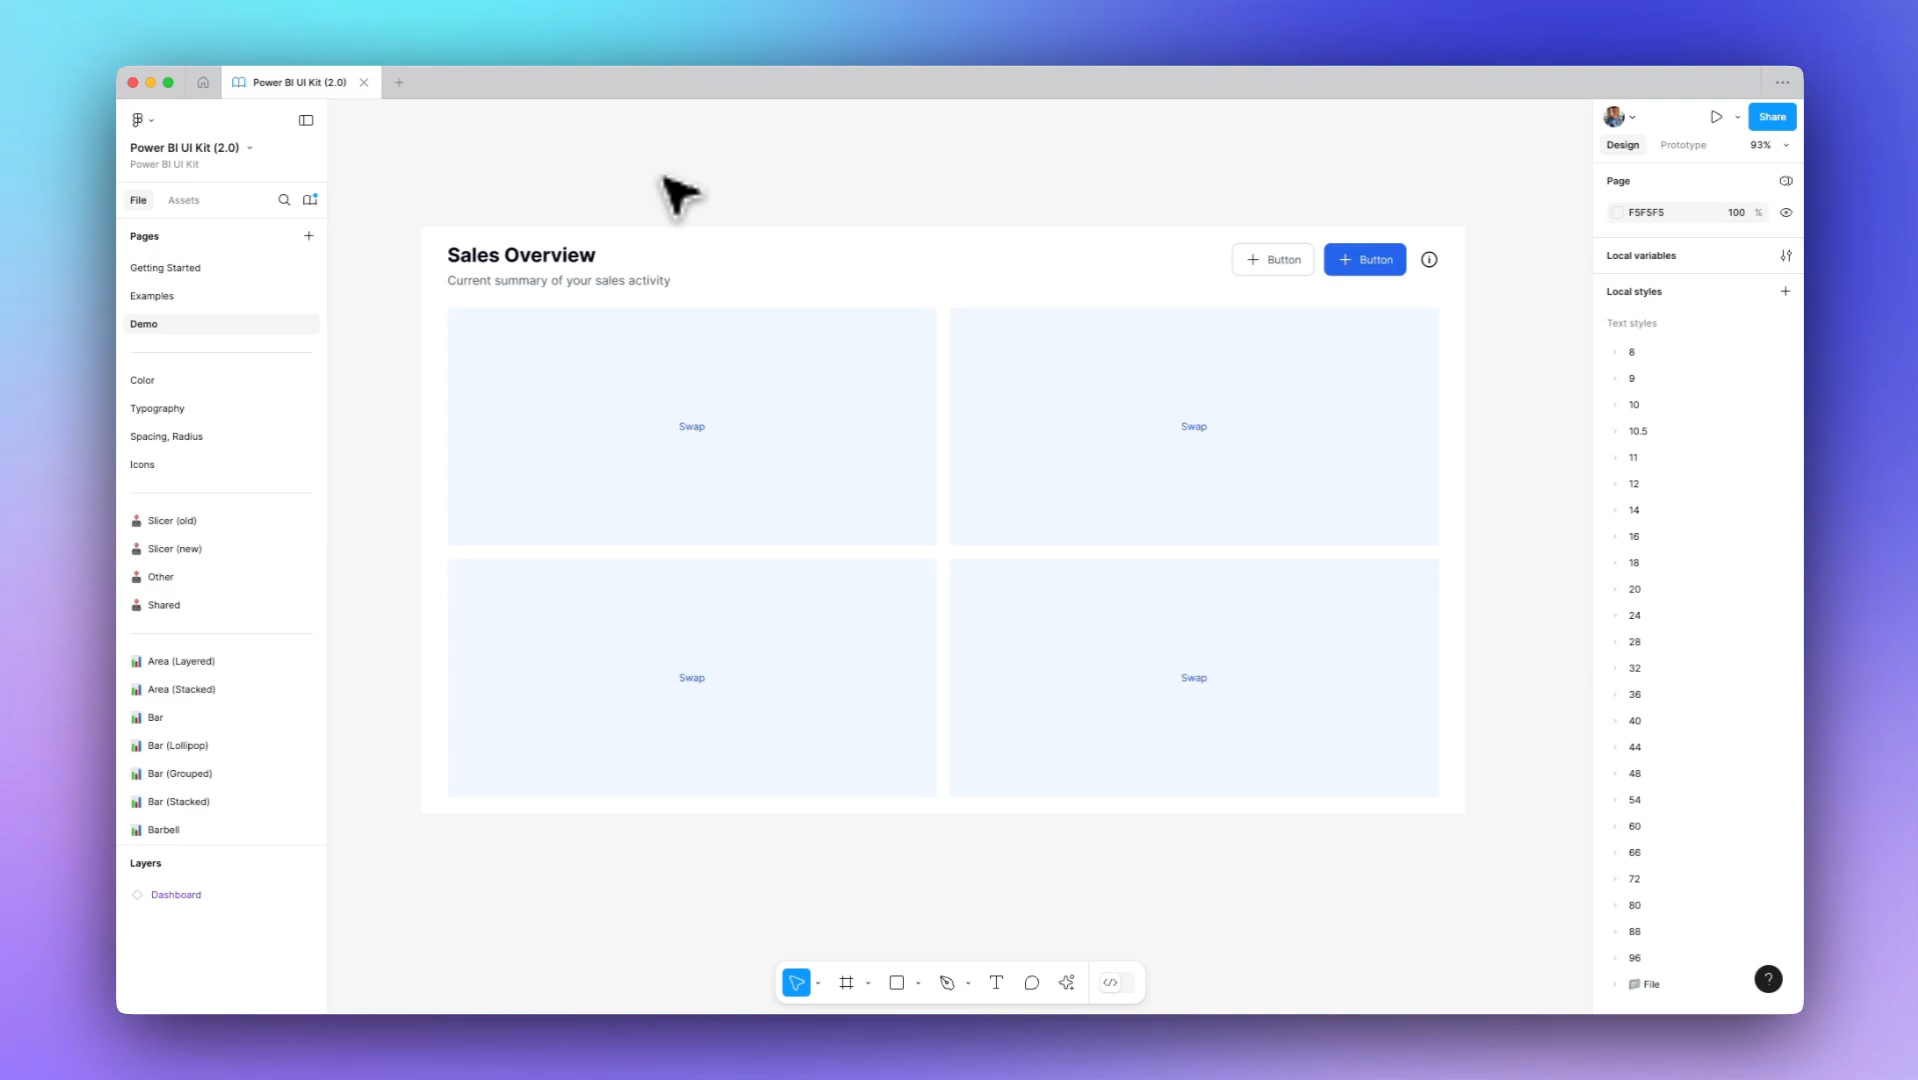 Power BI UI Kit (2.0)
Power BI UI Kit (2.0)
Power BI UI Kit
File
Assets
Pages
Getting Started
Examples
Demo
Color
Typography
Spacing, Radius
Icons
Slicer (old)
Slicer (new)
Other
Shared
Area (Layered)
Area (Stacked)
Bar
Bar (Lollipop)
Bar (Grouped)
Bar (Stacked)
Barbell
Layers
Dashboard
Sales Overview
Current summary of your sales activity
Button
Button
Swap
Swap
Swap
Swap
Share
Design
Prototype
93%
Page
F5F5F5
100 %
Local variables
Local styles
Text styles
8
9
10
10.5
11
12
14
16
18
20
24
28
32
36
40
44
48
54
60
66
72
80
88
96
File
?